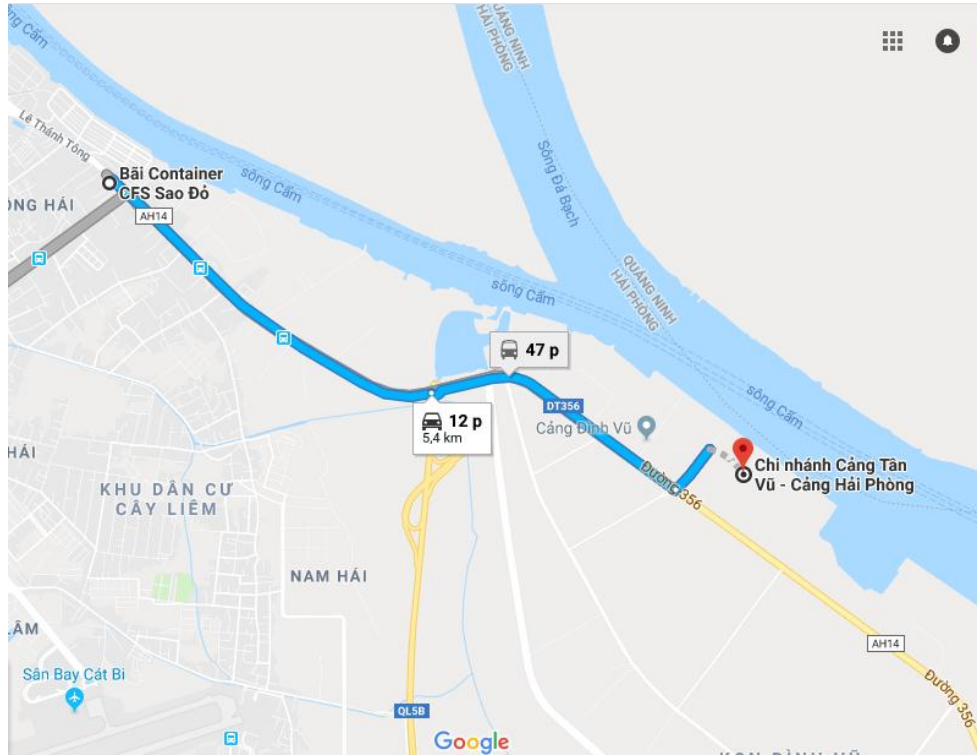 ng Cấm
Lê Thánh Tông
Bãi Container
CFS Sao Đỏ
ONG HẢI
AH14
sông Cấm
QUẢNG NINH
HẢI PHÒNG
Sông Đá Bạch
QUẢNG NINH
HẢI PHÒNG
sông Cấm
sông Cấm
47 p
12 p
5,4 km
DT356
Cảng Đình Vũ
Đường 356
Chi nhánh Cảng Tân
Vũ - Cảng Hải Phòng
HẢI
KHU DÂN CƯ
CÂY LIÊM
NAM HẢI
LÂM
Sân Bay Cát Bi
QL5B
AH14
Đường 356
Google